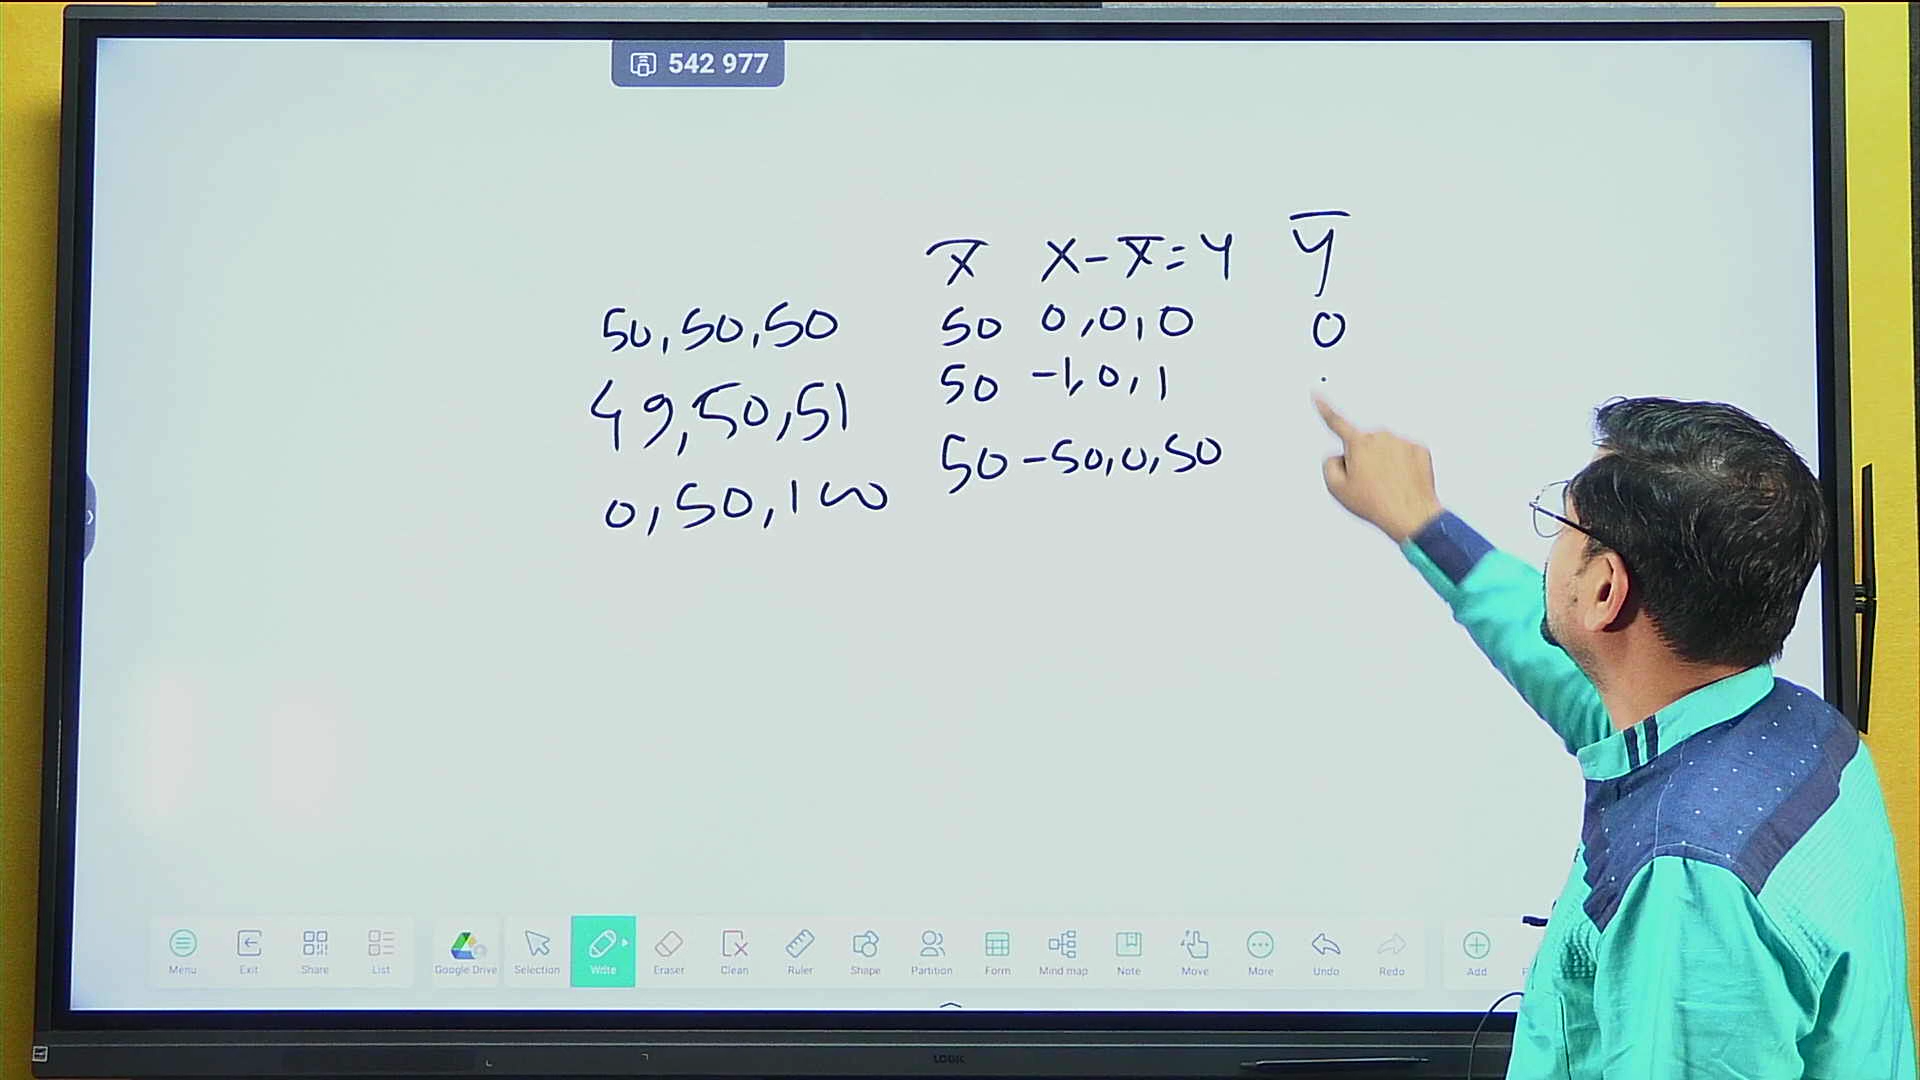 542 977
x̄ x - x̄ = y ȳ
50, 50, 50 50 0, 0, 0 0
49, 50, 51 50 -1, 0, 1
0, 50, 100 50 -50, 0, 50
Menu Exit Share List Google Drive Selection Write Eraser Clean Ruler Shape Partition Form Mind map Note Move More Undo Redo Add
LOGIC